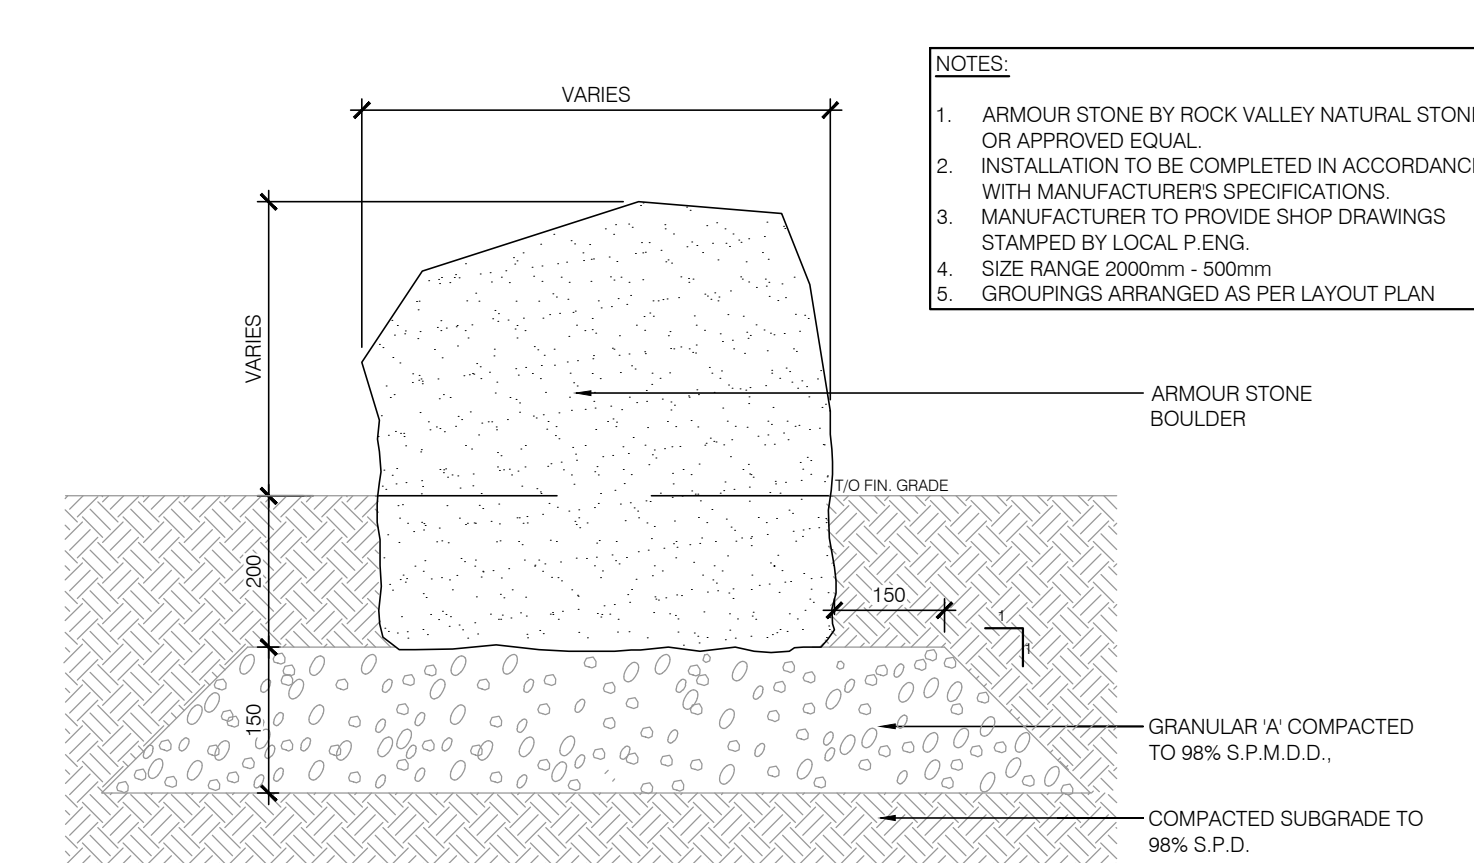 NOTES:
1. ARMOUR STONE BY ROCK VALLEY NATURAL STONE
OR APPROVED EQUAL.
2. INSTALLATION TO BE COMPLETED IN ACCORDANCE
WITH MANUFACTURER'S SPECIFICATIONS.
3. MANUFACTURER TO PROVIDE SHOP DRAWINGS
STAMPED BY LOCAL P.ENG.
4. SIZE RANGE 2000mm - 500mm
5. GROUPINGS ARRANGED AS PER LAYOUT PLAN
VARIES
VARIES
ARMOUR STONE
BOULDER
T/O FIN. GRADE
200
150
1
1
150
GRANULAR 'A' COMPACTED
TO 98% S.P.M.D.D.,
COMPACTED SUBGRADE TO
98% S.P.D.